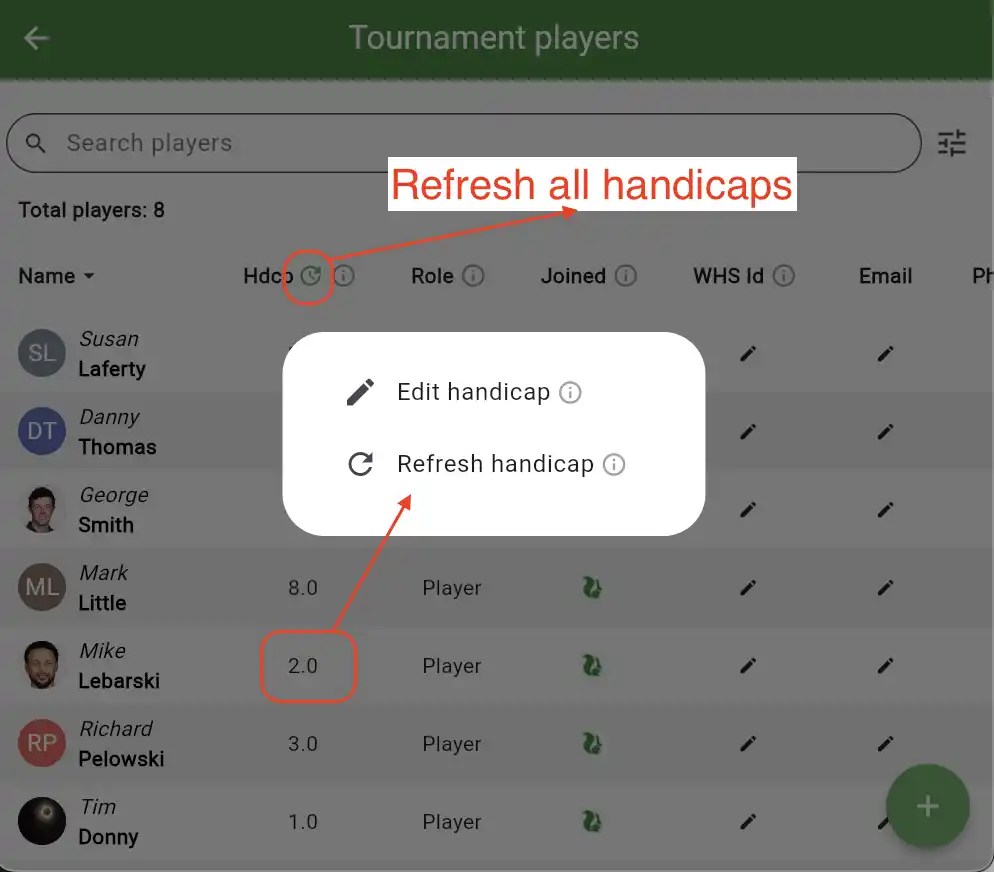 Tournament players
Search players
Refresh all handicaps
Total players: 8
Name Hdcp Role Joined WHS Id Email Ph
SL Susan
Laferty
Edit handicap
DT Danny
Thomas
Refresh handicap
George
Smith
ML Mark
Little 8.0 Player
Mike
Lebarski 2.0 Player
RP Richard
Pelowski 3.0 Player
Tim
Donny 1.0 Player